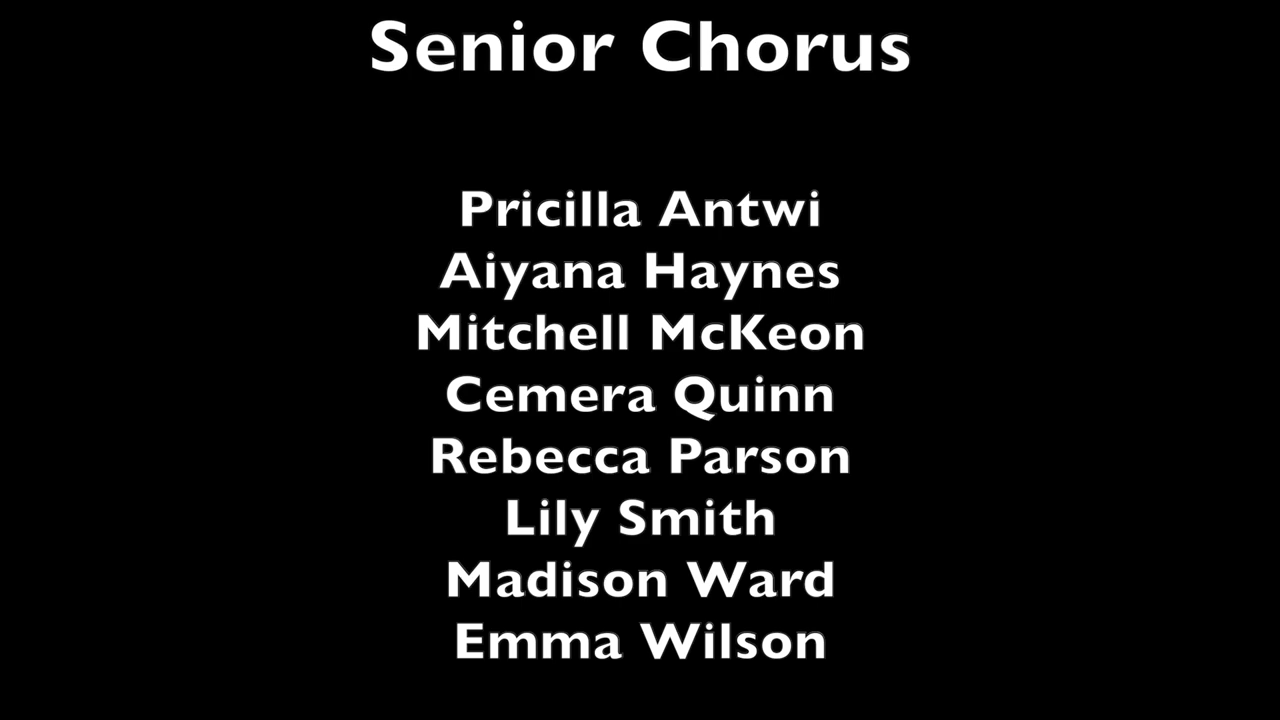 Senior Chorus
Pricilla Antwi
Aiyana Haynes
Mitchell McKeon
Cemera Quinn
Rebecca Parson
Lily Smith
Madison Ward
Emma Wilson